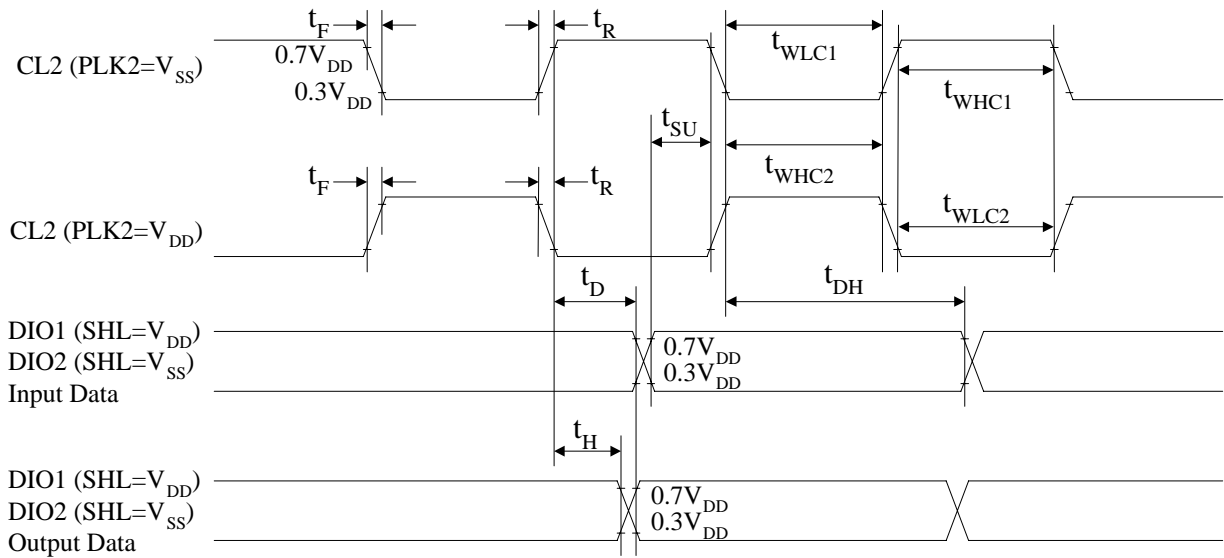 t_F t_R t_WLC1
CL2 (PLK2=V_SS) 0.7V_DD
0.3V_DD t_WHC1
t_SU
t_F t_R t_WHC2
CL2 (PLK2=V_DD) t_WLC2
t_D t_DH
DIO1 (SHL=V_DD)
DIO2 (SHL=V_SS)
Input Data
0.7V_DD
0.3V_DD
t_H
DIO1 (SHL=V_DD)
DIO2 (SHL=V_SS)
Output Data
0.7V_DD
0.3V_DD